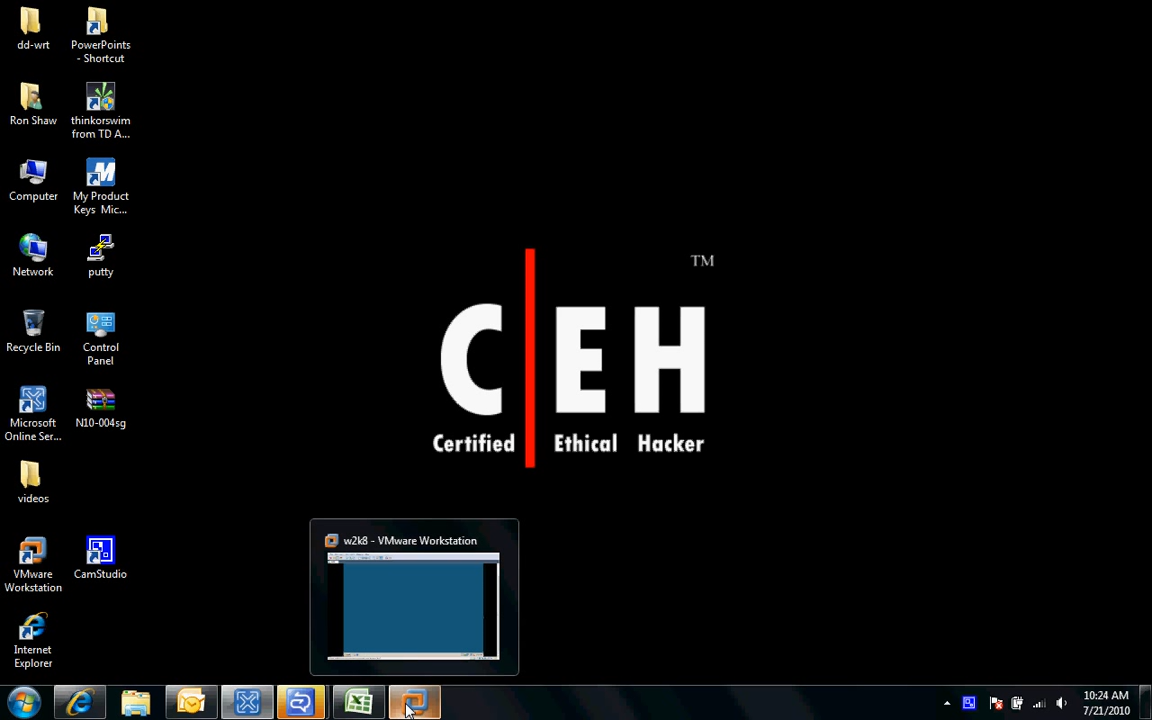 dd-wrt
PowerPoints
- Shortcut
Ron Shaw
thinkorswim
from TD A...
Computer
My Product
Keys Mic...
Network
putty
Recycle Bin
Control
Panel
Microsoft
Online Ser...
N10-004sg
videos
VMware
Workstation
CamStudio
Internet
Explorer
TM
C EH
Certified Ethical Hacker
w2k8 - VMware Workstation
10:24 AM
7/21/2010